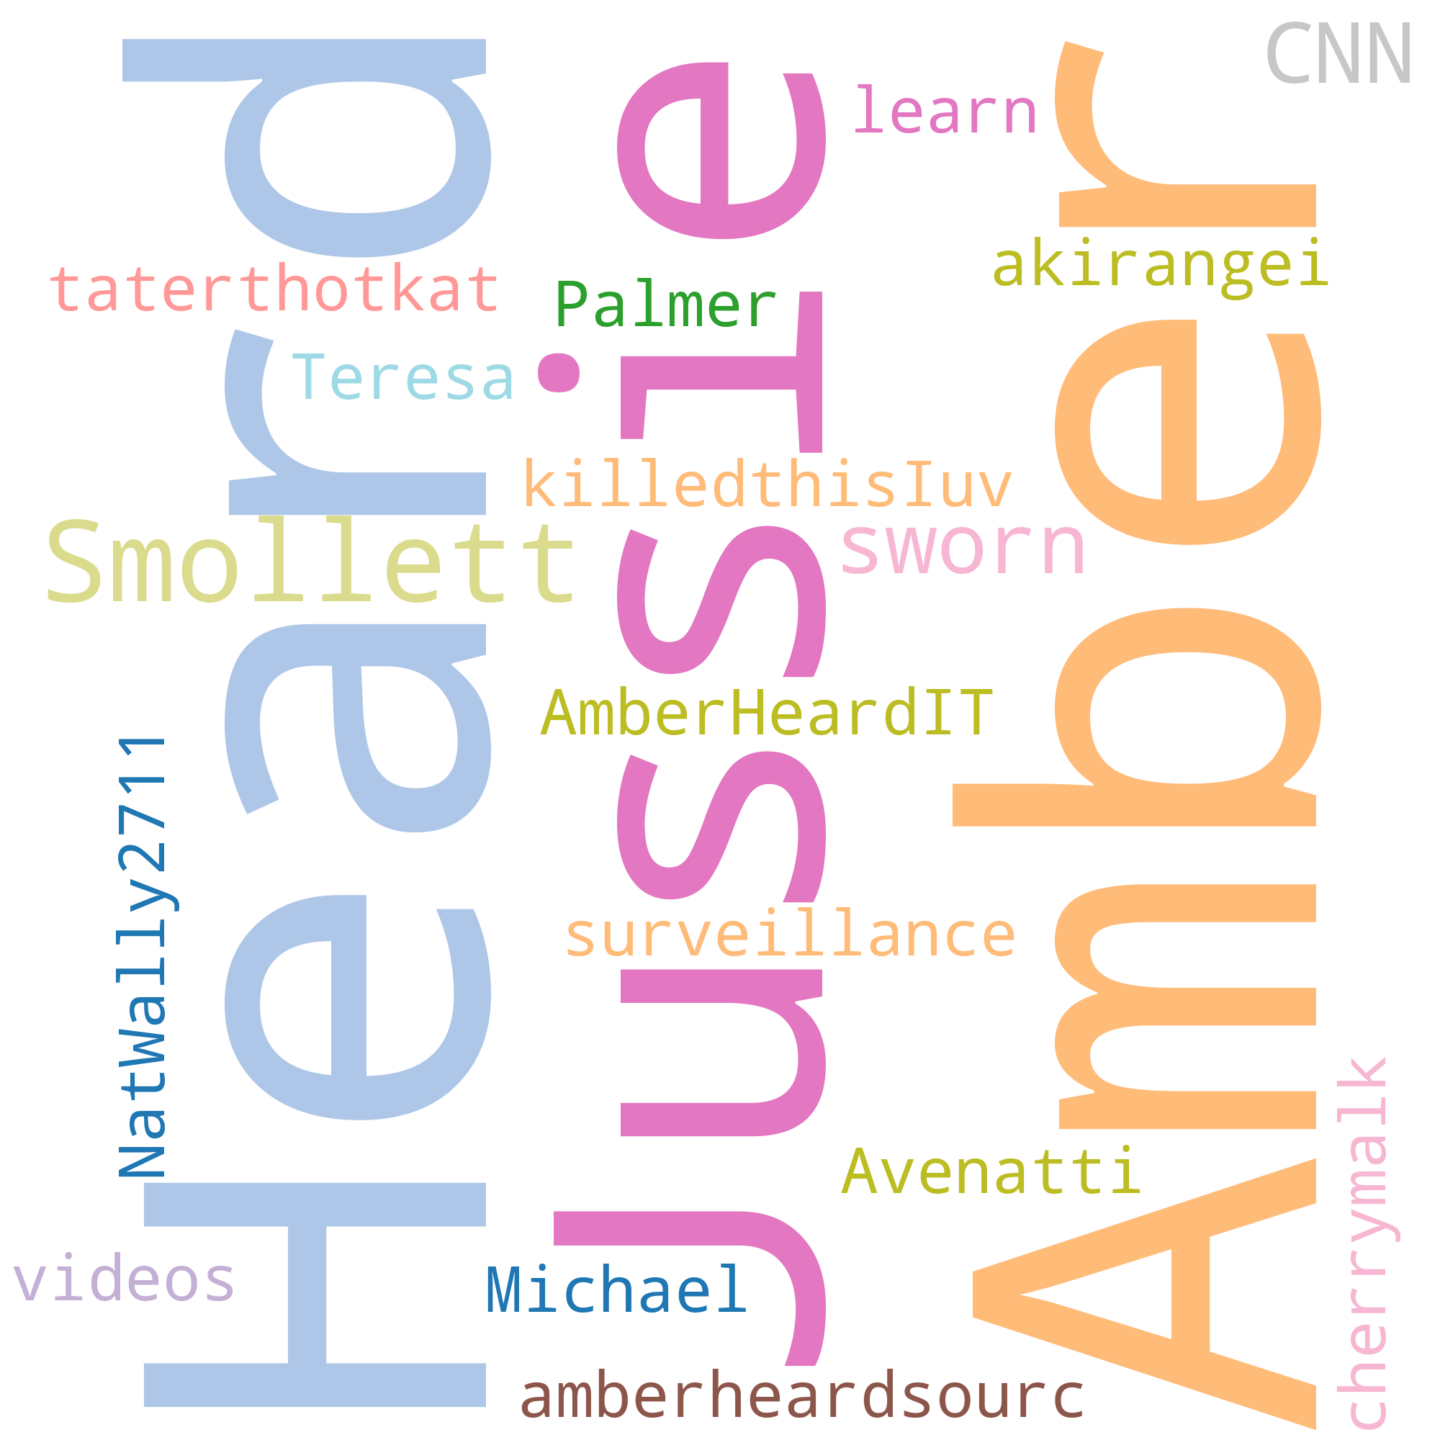 CNN
learn
akirangei
taterthotkat
Palmer
Teresa
killedthisIuv
Smollett
sworn
Heard
Jussie
Amber
AmberHeardIT
NatWally2711
surveillance
Avenatti
cherrymalk
videos
Michael
amberheardsourc